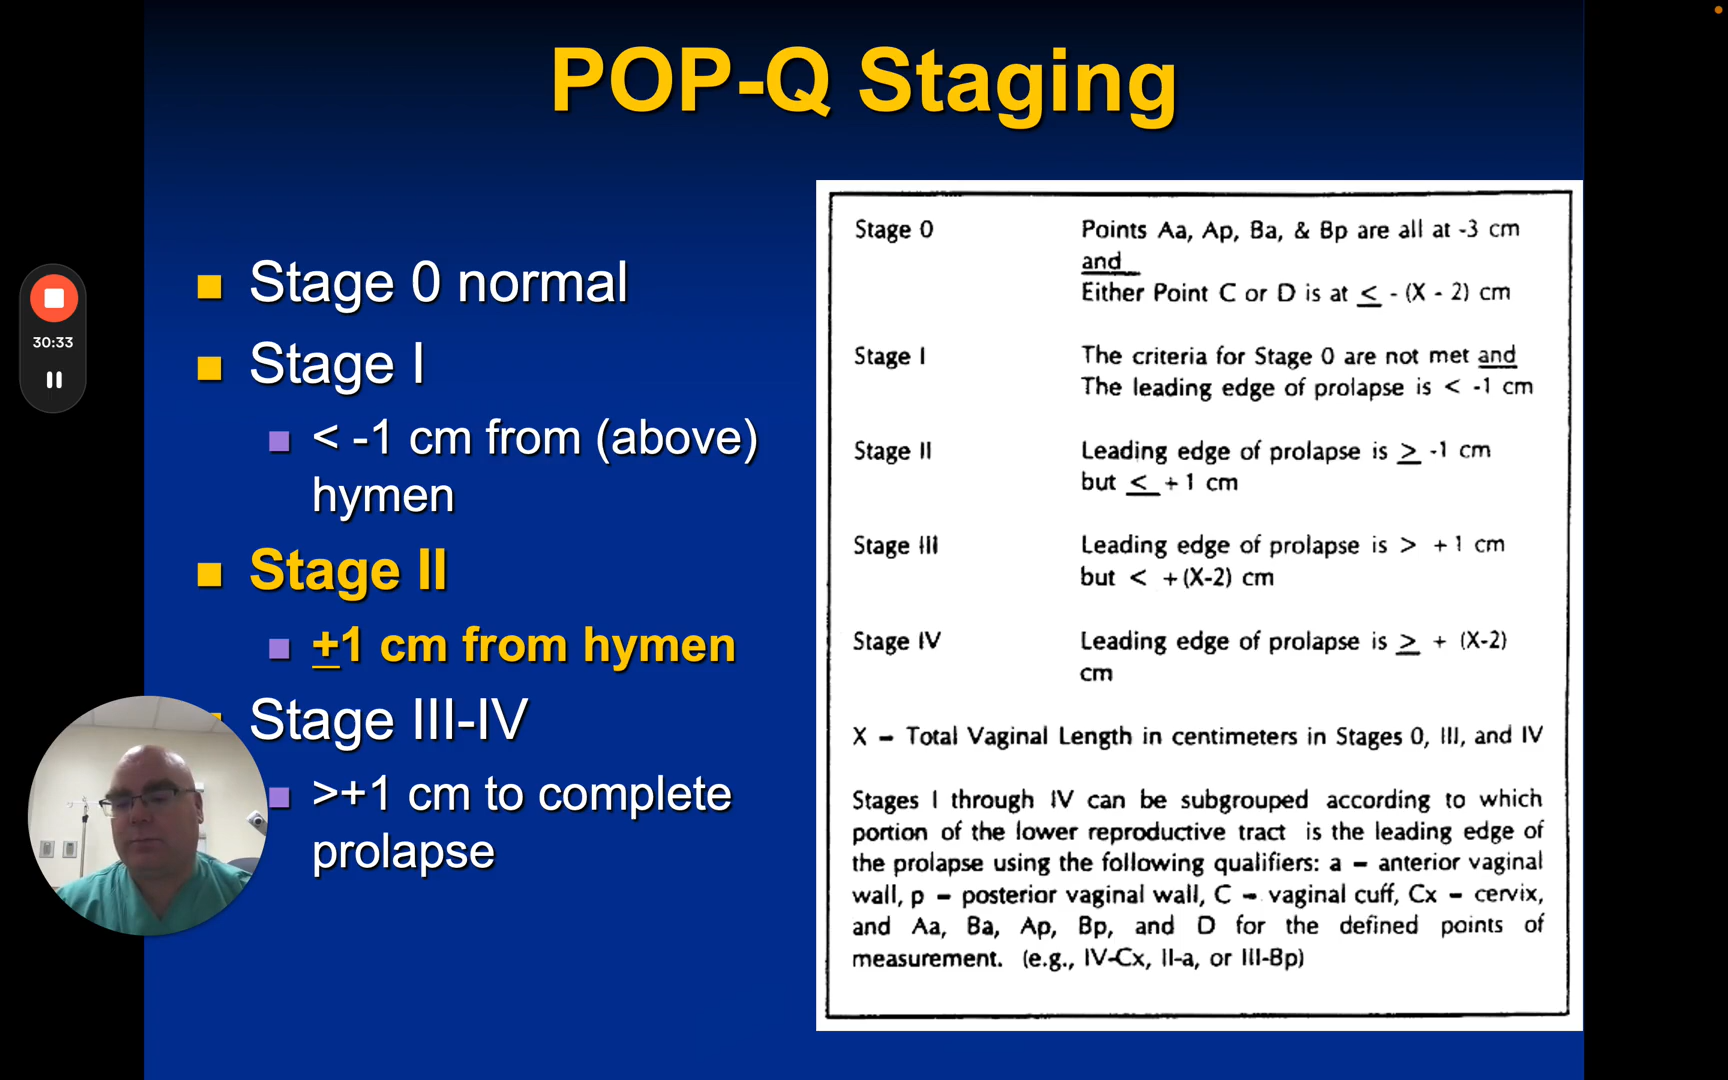 POP-Q Staging
30:33
Stage 0 normal
Stage I
< -1 cm from (above)
hymen
Stage II
±1 cm from hymen
Stage III-IV
>+1 cm to complete
prolapse
Stage 0 Points Aa, Ap, Ba, & Bp are all at -3 cm
and
Either Point C or D is at ≤ - (X - 2) cm
Stage I The criteria for Stage 0 are not met and
The leading edge of prolapse is < -1 cm
Stage II Leading edge of prolapse is ≥ -1 cm
but ≤ +1 cm
Stage III Leading edge of prolapse is > +1 cm
but < +(X-2) cm
Stage IV Leading edge of prolapse is ≥ + (X-2)
cm
X = Total Vaginal Length in centimeters in Stages 0, III, and IV
Stages I through IV can be subgrouped according to which
portion of the lower reproductive tract is the leading edge of
the prolapse using the following qualifiers: a = anterior vaginal
wall, p = posterior vaginal wall, C = vaginal cuff, Cx = cervix,
and Aa, Ba, Ap, Bp, and D for the defined points of
measurement. (e.g., IV-Cx, II-a, or III-Bp)